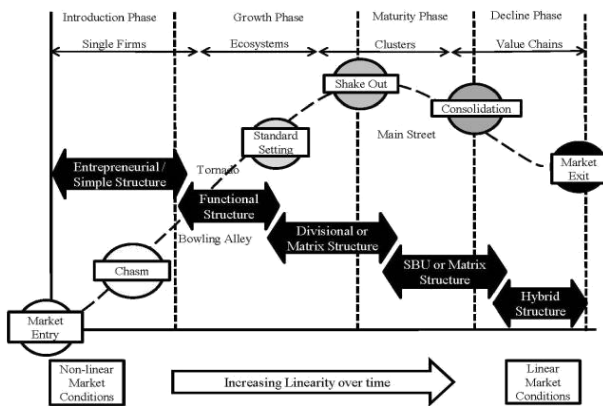 Introduction Phase
Growth Phase
Maturity Phase
Decline Phase
Single Firms
Ecosystems
Clusters
Value Chains
Shake Out
Consolidation
Standard
Setting
Main Street
Market
Exit
Entrepreneurial /
Simple Structure
Tornado
Functional
Structure
Bowling Alley
Divisional or
Matrix Structure
SBU or Matrix
Structure
Hybrid
Structure
Chasm
Market
Entry
Non-linear
Market
Conditions
Increasing Linearity over time
Linear
Market
Conditions